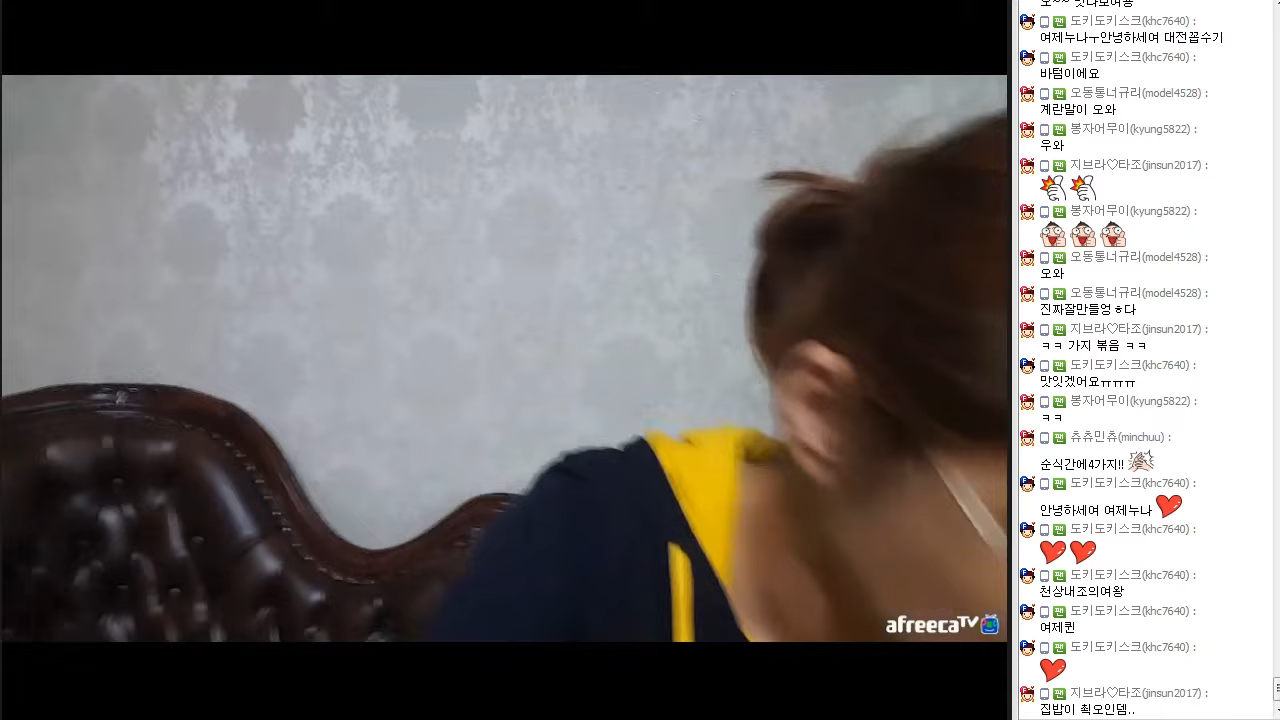 도키도키스크(khc7640) :
여제누나ㅜ안녕하세여 대전꼽수기
도키도키스크(khc7640) :
바텀이에요
오동통너규리(model4528) :
계란말이 오와
봉자어무이(kyung5822) :
우와
지브라♡타조(jinsun2017) :
봉자어무이(kyung5822) :
오동통너규리(model4528) :
오와
오동통너규리(model4528) :
진짜잘만들엉ㅎ다
지브라♡타조(jinsun2017) :
ㅋㅋ 가지 볶음 ㅋㅋ
도키도키스크(khc7640) :
맛잇겠어요ㅠㅠㅠ
봉자어무이(kyung5822) :
ㅋㅋ
츄츄민츄(minchuu) :
순식간에4가지!!
도키도키스크(khc7640) :
안녕하세여 여제누나
도키도키스크(khc7640) :
도키도키스크(khc7640) :
천상내조의여왕
도키도키스크(khc7640) :
여제퀸
도키도키스크(khc7640) :
지브라♡타조(jinsun2017) :
집밥이 최오인뎀..
afreecaTV